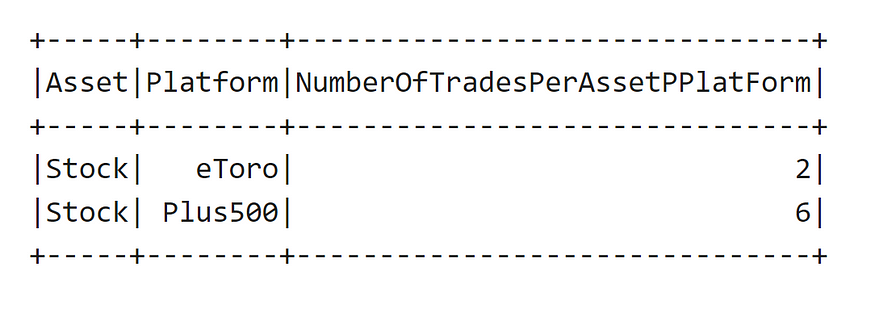 +-----+--------+-------------------------------+
|Asset|Platform|NumberOfTradesPerAssetPPlatForm|
+-----+--------+-------------------------------+
|Stock|   eToro|                              2|
|Stock| Plus500|                              6|
+-----+--------+-------------------------------+